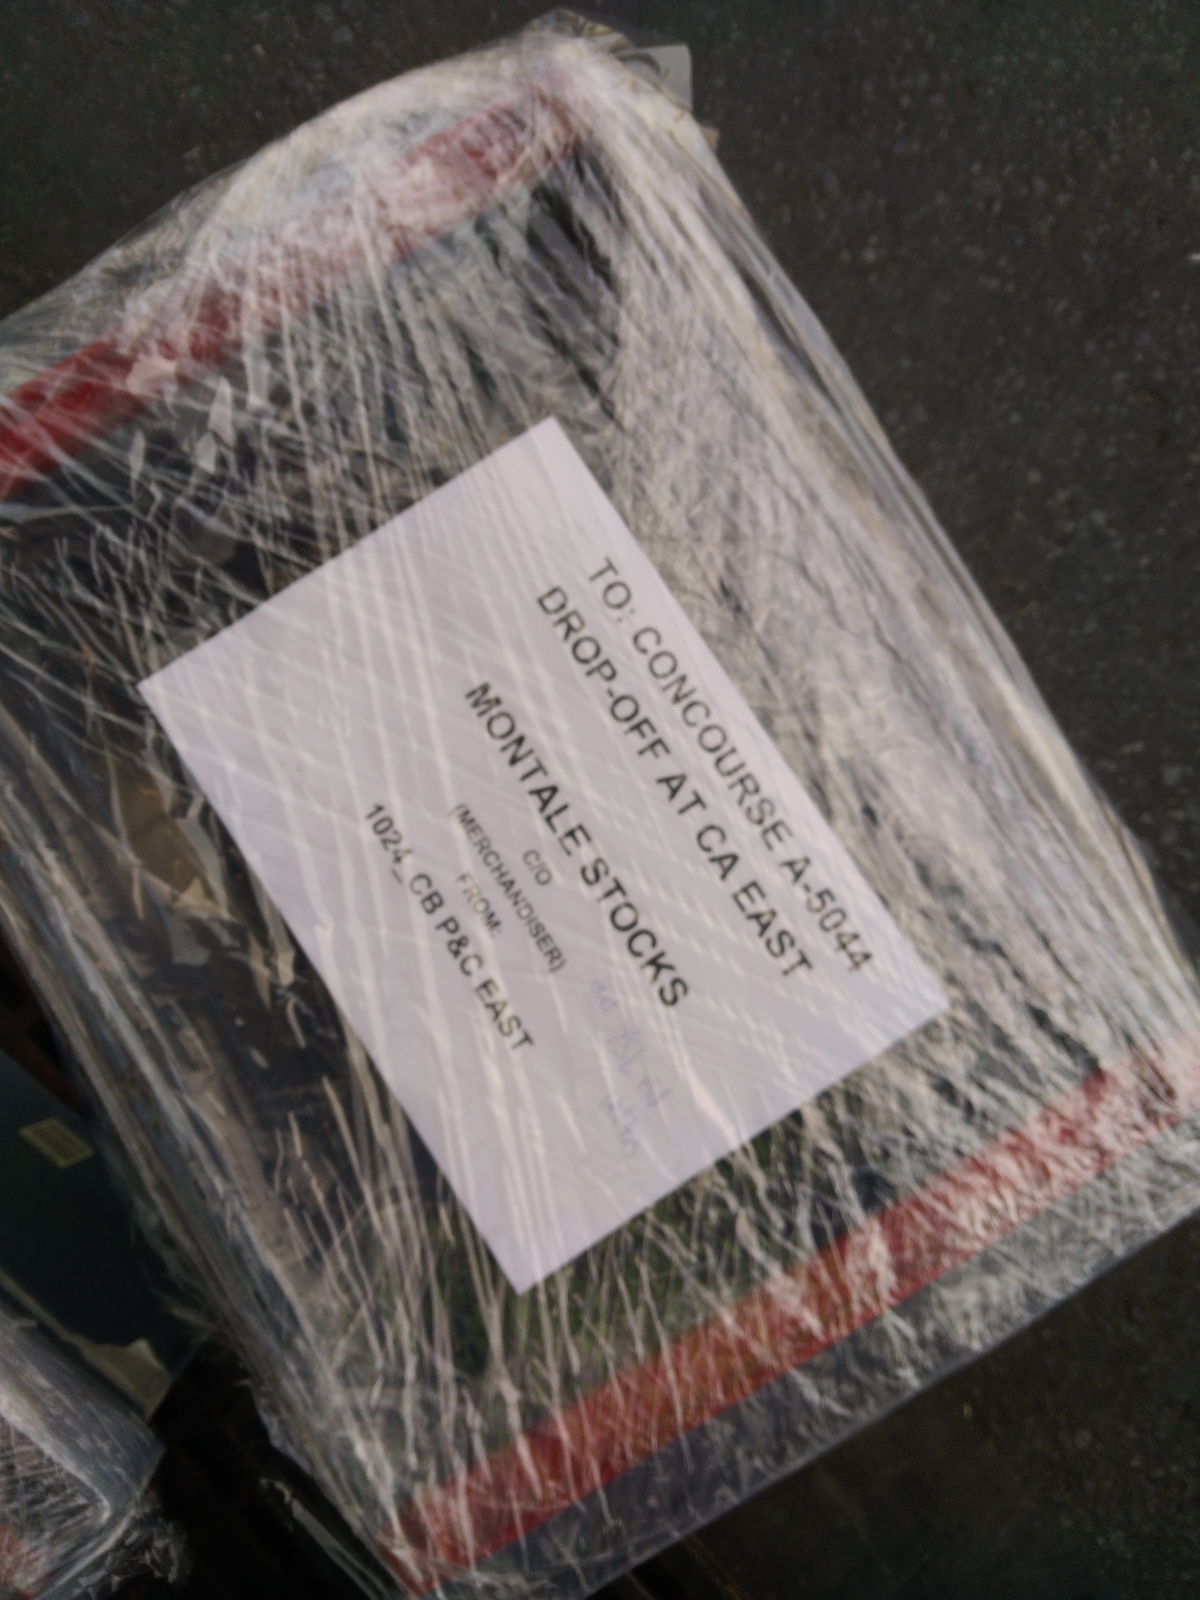 TO: CONCOURSE A-5044
DROP-OFF AT CA EAST
MONTALE STOCKS
C/O
(MERCHANDISER)
FROM:
1024_CB P&C EAST